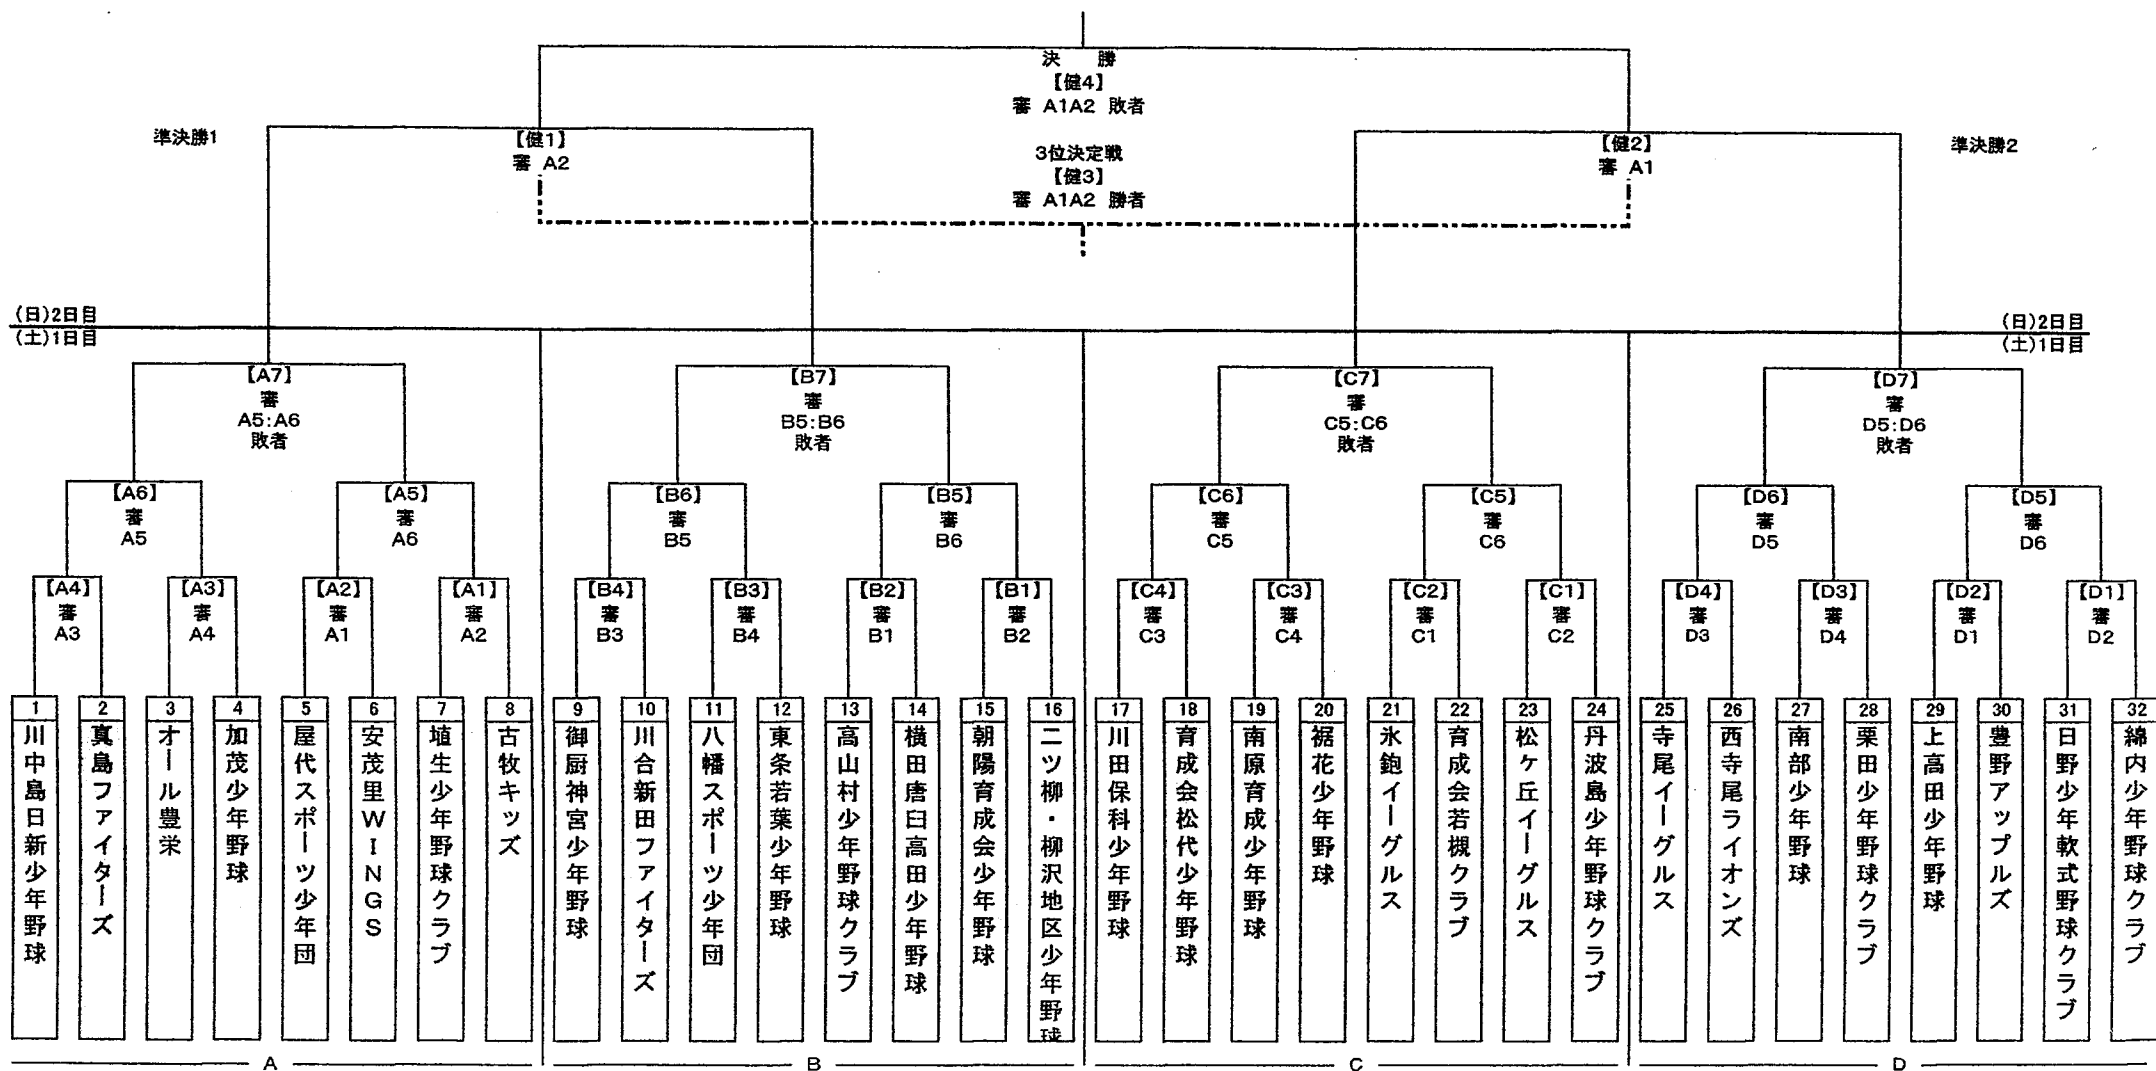 決 勝
【健4】
審 A1A2 敗者
準決勝1
【健1】
審 A2
3位決定戦
【健3】
審 A1A2 勝者
【健2】
審 A1
準決勝2
(日)2日目
(土)1日目
(日)2日目
(土)1日目
【A7】
審
A5:A6
敗者
【B7】
審
B5:B6
敗者
【C7】
審
C5:C6
敗者
【D7】
審
D5:D6
敗者
【A6】
審
A5
【A5】
審
A6
【B6】
審
B5
【B5】
審
B6
【C6】
審
C5
【C5】
審
C6
【D6】
審
D5
【D5】
審
D6
【A4】
審
A3
【A3】
審
A4
【A2】
審
A1
【A1】
審
A2
【B4】
審
B3
【B3】
審
B4
【B2】
審
B1
【B1】
審
B2
【C4】
審
C3
【C3】
審
C4
【C2】
審
C1
【C1】
審
C2
【D4】
審
D3
【D3】
審
D4
【D2】
審
D1
【D1】
審
D2
1
川中島日新少年野球
2
真島ファイターズ
3
オール豊栄
4
加茂少年野球
5
屋代スポーツ少年団
6
安茂里WINGS
7
埴生少年野球クラブ
8
古牧キッズ
9
御厨神宮少年野球
10
川合新田ファイターズ
11
八幡スポーツ少年団
12
東条若葉少年野球
13
高山村少年野球クラブ
14
横田唐臼高田少年野球
15
朝陽育成会少年野球
16
二ツ柳・柳沢地区少年野球
17
川田保科少年野球
18
育成会松代少年野球
19
南原育成少年野球
20
裾花少年野球
21
氷鉋イーグルス
22
育成会若槻クラブ
23
松ケ丘イーグルス
24
丹波島少年野球クラブ
25
寺尾イーグルス
26
西寺尾ライオンズ
27
南部少年野球
28
栗田少年野球クラブ
29
上高田少年野球
30
豊野アップルズ
31
日野少年軟式野球クラブ
32
綿内少年野球クラブ
A
B
C
D